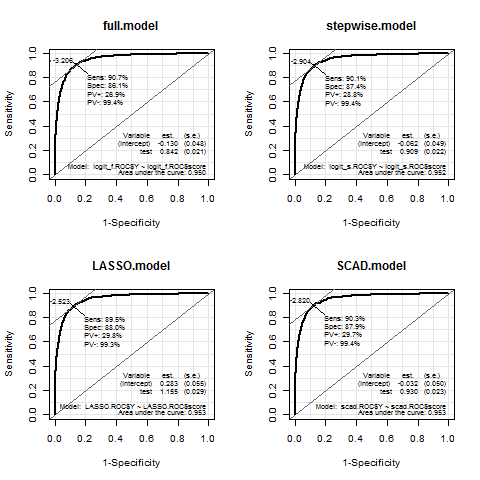 full.model
-3.206
Sens: 90.7%
Spec: 86.1%
PV+: 26.9%
PV-: 99.4%
Variable est. (s.e.)
(Intercept) -0.130 (0.048)
test 0.842 (0.021)
Model: logit_f.ROC$Y ~ logit_f.ROC$score
Area under the curve: 0.950
Sensitivity
0.0 0.2 0.4 0.6 0.8 1.0
0.0 0.2 0.4 0.6 0.8 1.0
1-Specificity
stepwise.model
-2.904
Sens: 90.1%
Spec: 87.4%
PV+: 28.8%
PV-: 99.4%
Variable est. (s.e.)
(Intercept) -0.062 (0.049)
test 0.909 (0.022)
Model: logit_s.ROC$Y ~ logit_s.ROC$score
Area under the curve: 0.952
Sensitivity
0.0 0.2 0.4 0.6 0.8 1.0
0.0 0.2 0.4 0.6 0.8 1.0
1-Specificity
LASSO.model
-2.523
Sens: 89.5%
Spec: 88.0%
PV+: 29.8%
PV-: 99.3%
Variable est. (s.e.)
(Intercept) 0.283 (0.055)
test 1.155 (0.029)
Model: LASSO.ROC$Y ~ LASSO.ROC$score
Area under the curve: 0.953
Sensitivity
0.0 0.2 0.4 0.6 0.8 1.0
0.0 0.2 0.4 0.6 0.8 1.0
1-Specificity
SCAD.model
-2.820
Sens: 90.3%
Spec: 87.9%
PV+: 29.7%
PV-: 99.4%
Variable est. (s.e.)
(Intercept) -0.032 (0.050)
test 0.930 (0.023)
Model: scad.ROC$Y ~ scad.ROC$score
Area under the curve: 0.953
Sensitivity
0.0 0.2 0.4 0.6 0.8 1.0
0.0 0.2 0.4 0.6 0.8 1.0
1-Specificity